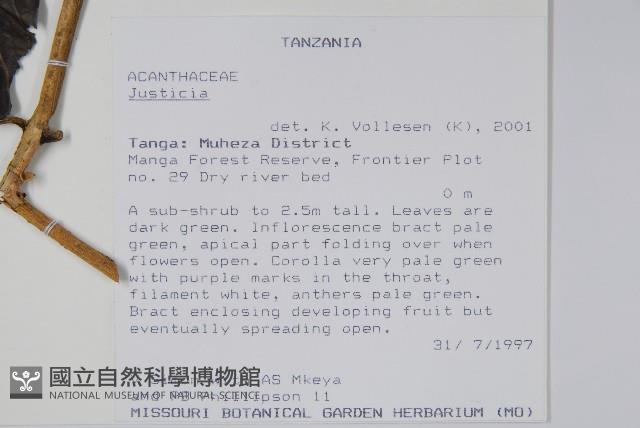 TANZANIA
ACANTHACEAE
Justicia
det. K. Vollesen (K), 2001
Tanga: Muheza District
Manga Forest Reserve, Frontier Plot
no. 29 Dry river bed
0 m
A sub-shrub to 2.5m tall. Leaves are
dark green. Inflorescence bract pale
green, apical part folding over when
flowers open. Corolla very pale green
with purple marks in the throat,
filament white, anthers pale green.
Bract enclosing developing fruit but
eventually spreading open.
31/ 7/1997
國立自然科學博物館
AS Mkeya
NATIONAL MUSEUM OF NATURAL SCIENCE
and PB Phillipson 11
MISSOURI BOTANICAL GARDEN HERBARIUM (MO)